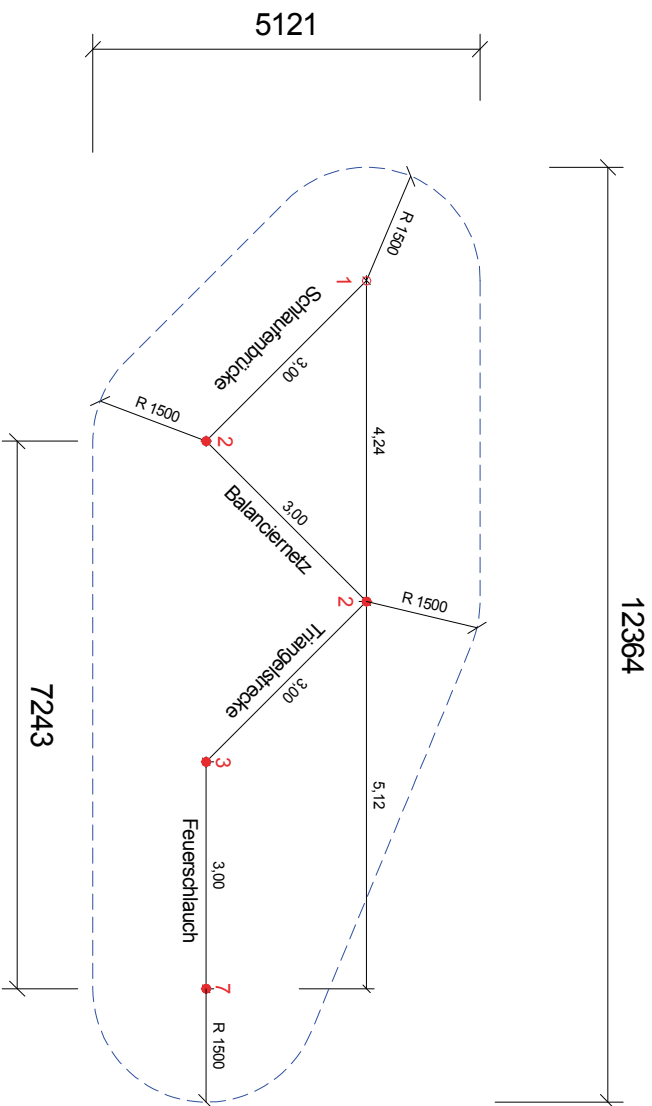 5121
12364
R 1500
1
Schlaufenbrücke
3,00
4,24
R 1500
2
Balanciernetz
3,00
2
R 1500
Triangelstrecke
3,00
3
5,12
Feuerschlauch
3,00
7
R 1500
7243